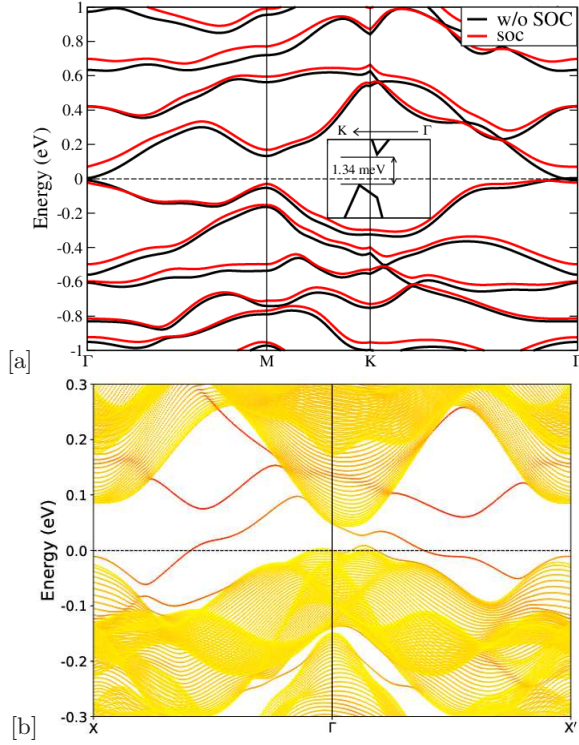 1
0.8
0.6
0.4
0.2
0
-0.2
-0.4
-0.6
-0.8
-1
Energy (eV)
w/o SOC
soc
K Γ
1.34 meV
Γ M K Γ
[a]
0.3
0.2
0.1
0.0
-0.1
-0.2
-0.3
Energy (eV)
X Γ X′
[b]